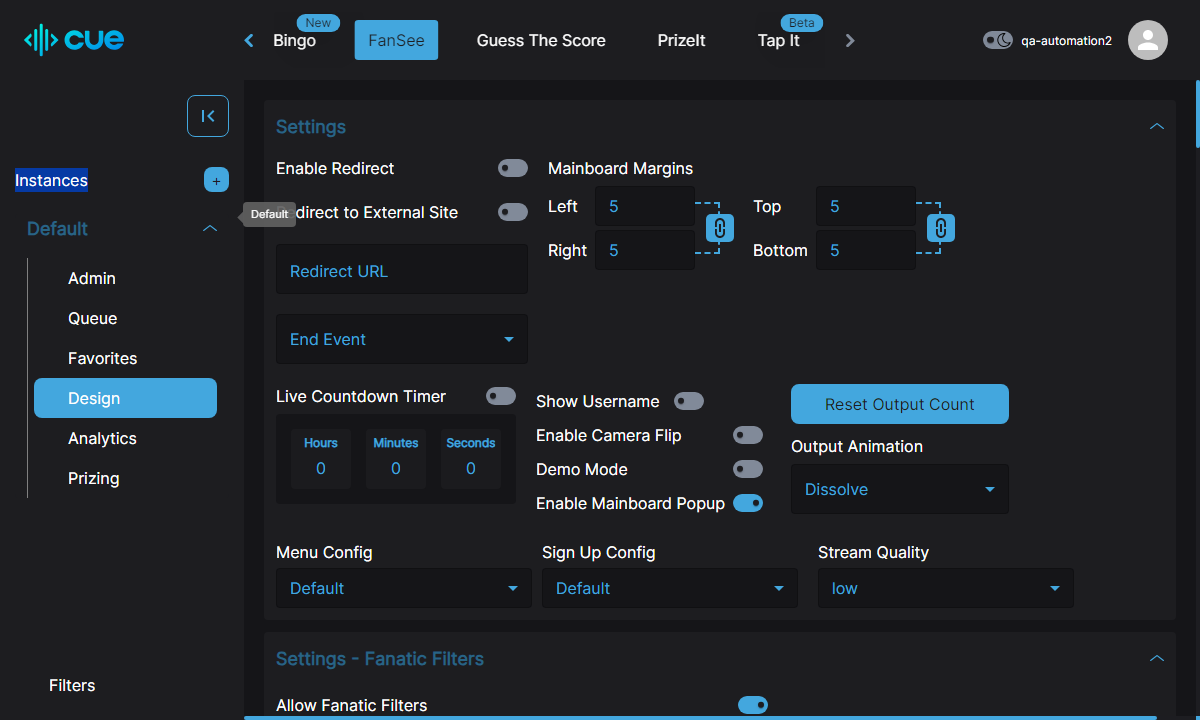 cue
Bingo
New
FanSee
Guess The Score
PrizeIt
Tap It
Beta
qa-automation2
Instances
+
Default
Admin
Queue
Favorites
Design
Analytics
Prizing
Filters
Default
Settings
Enable Redirect
direct to External Site
Redirect URL
End Event
Mainboard Margins
Left
5
Top
5
Right
5
Bottom
5
Live Countdown Timer
Hours
Minutes
Seconds
0
0
0
Show Username
Enable Camera Flip
Demo Mode
Enable Mainboard Popup
Reset Output Count
Output Animation
Dissolve
Menu Config
Default
Sign Up Config
Default
Stream Quality
low
Settings - Fanatic Filters
Allow Fanatic Filters